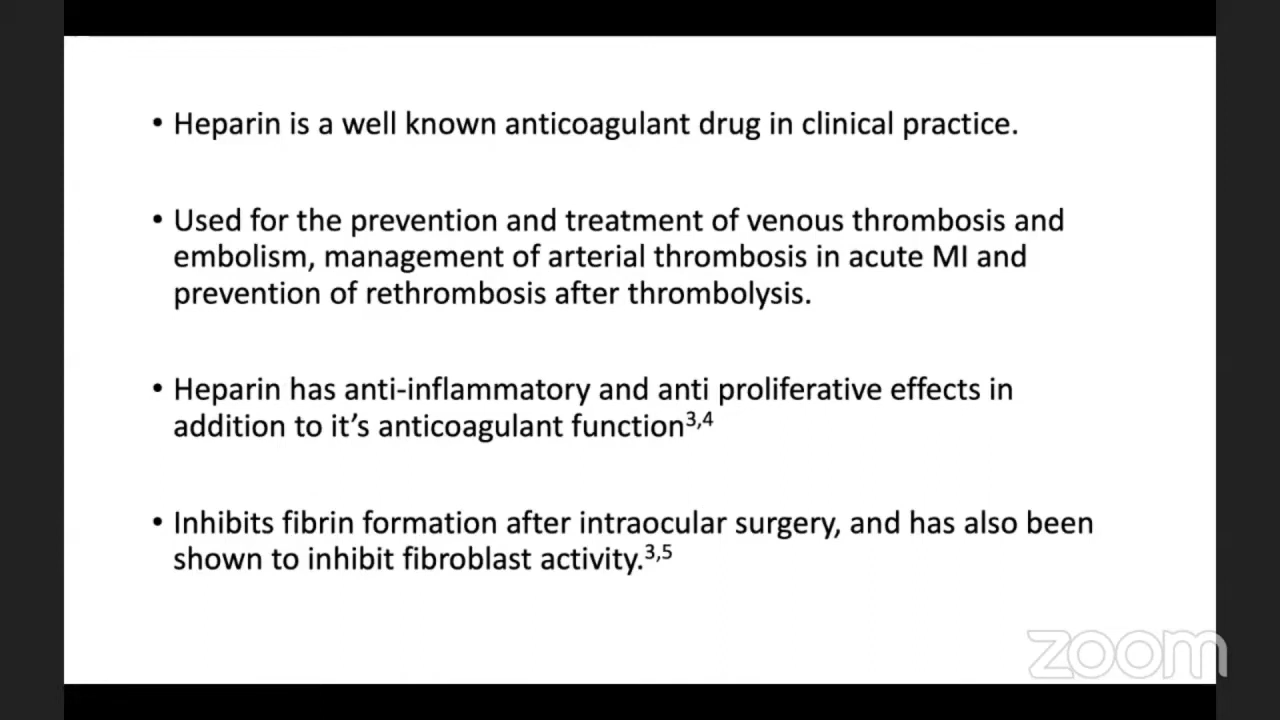 • Heparin is a well known anticoagulant drug in clinical practice.
• Used for the prevention and treatment of venous thrombosis and
embolism, management of arterial thrombosis in acute MI and
prevention of rethrombosis after thrombolysis.
• Heparin has anti-inflammatory and anti proliferative effects in
addition to it’s anticoagulant function3,4
• Inhibits fibrin formation after intraocular surgery, and has also been
shown to inhibit fibroblast activity.3,5
zoom